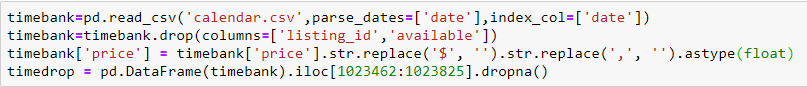 timebank=pd.read_csv('calendar.csv',parse_dates=['date'],index_col=['date'])
timebank=timebank.drop(columns=['listing_id','available'])
timebank['price'] = timebank['price'].str.replace('$', '').str.replace(',', '').astype(float)
timedrop = pd.DataFrame(timebank).iloc[1023462:1023825].dropna()